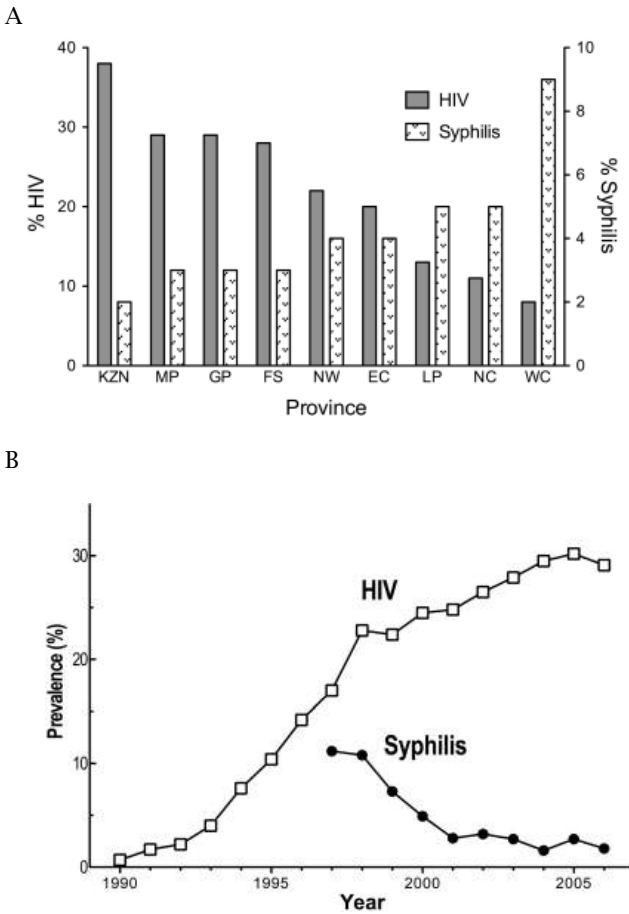 A
40
30
20
10
0
% HIV
10
8
6
4
2
0
% Syphilis
HIV
Syphilis
KZN MP GP FS NW EC LP NC WC
Province
B
30
20
10
0
Prevalence (%)
HIV
Syphilis
1990 1995 2000 2005
Year